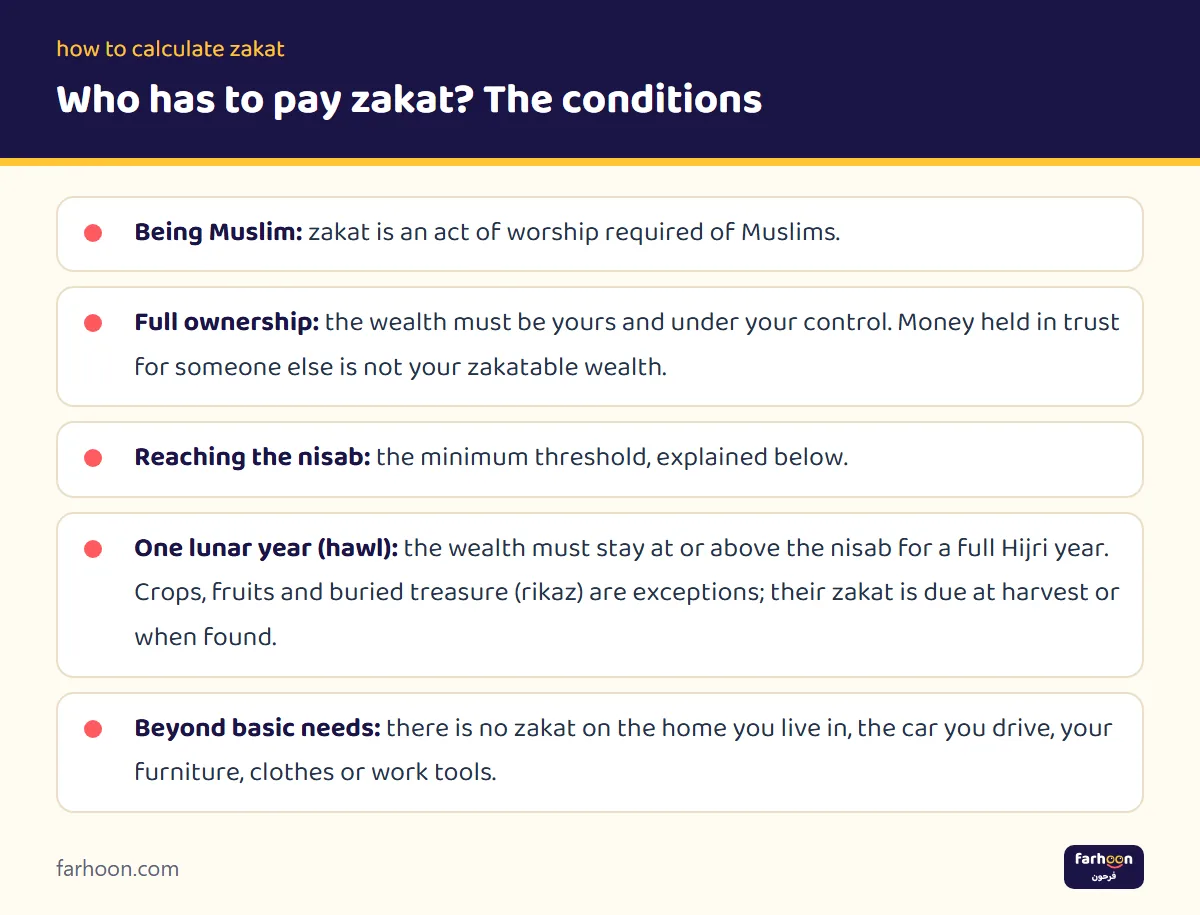 how to calculate zakat
Who has to pay zakat? The conditions
Being Muslim: zakat is an act of worship required of Muslims.
Full ownership: the wealth must be yours and under your control. Money held in trust
for someone else is not your zakatable wealth.
Reaching the nisab: the minimum threshold, explained below.
One lunar year (hawl): the wealth must stay at or above the nisab for a full Hijri year.
Crops, fruits and buried treasure (rikaz) are exceptions; their zakat is due at harvest or
when found.
Beyond basic needs: there is no zakat on the home you live in, the car you drive, your
furniture, clothes or work tools.
farhoon.com
farhoon
فرحون